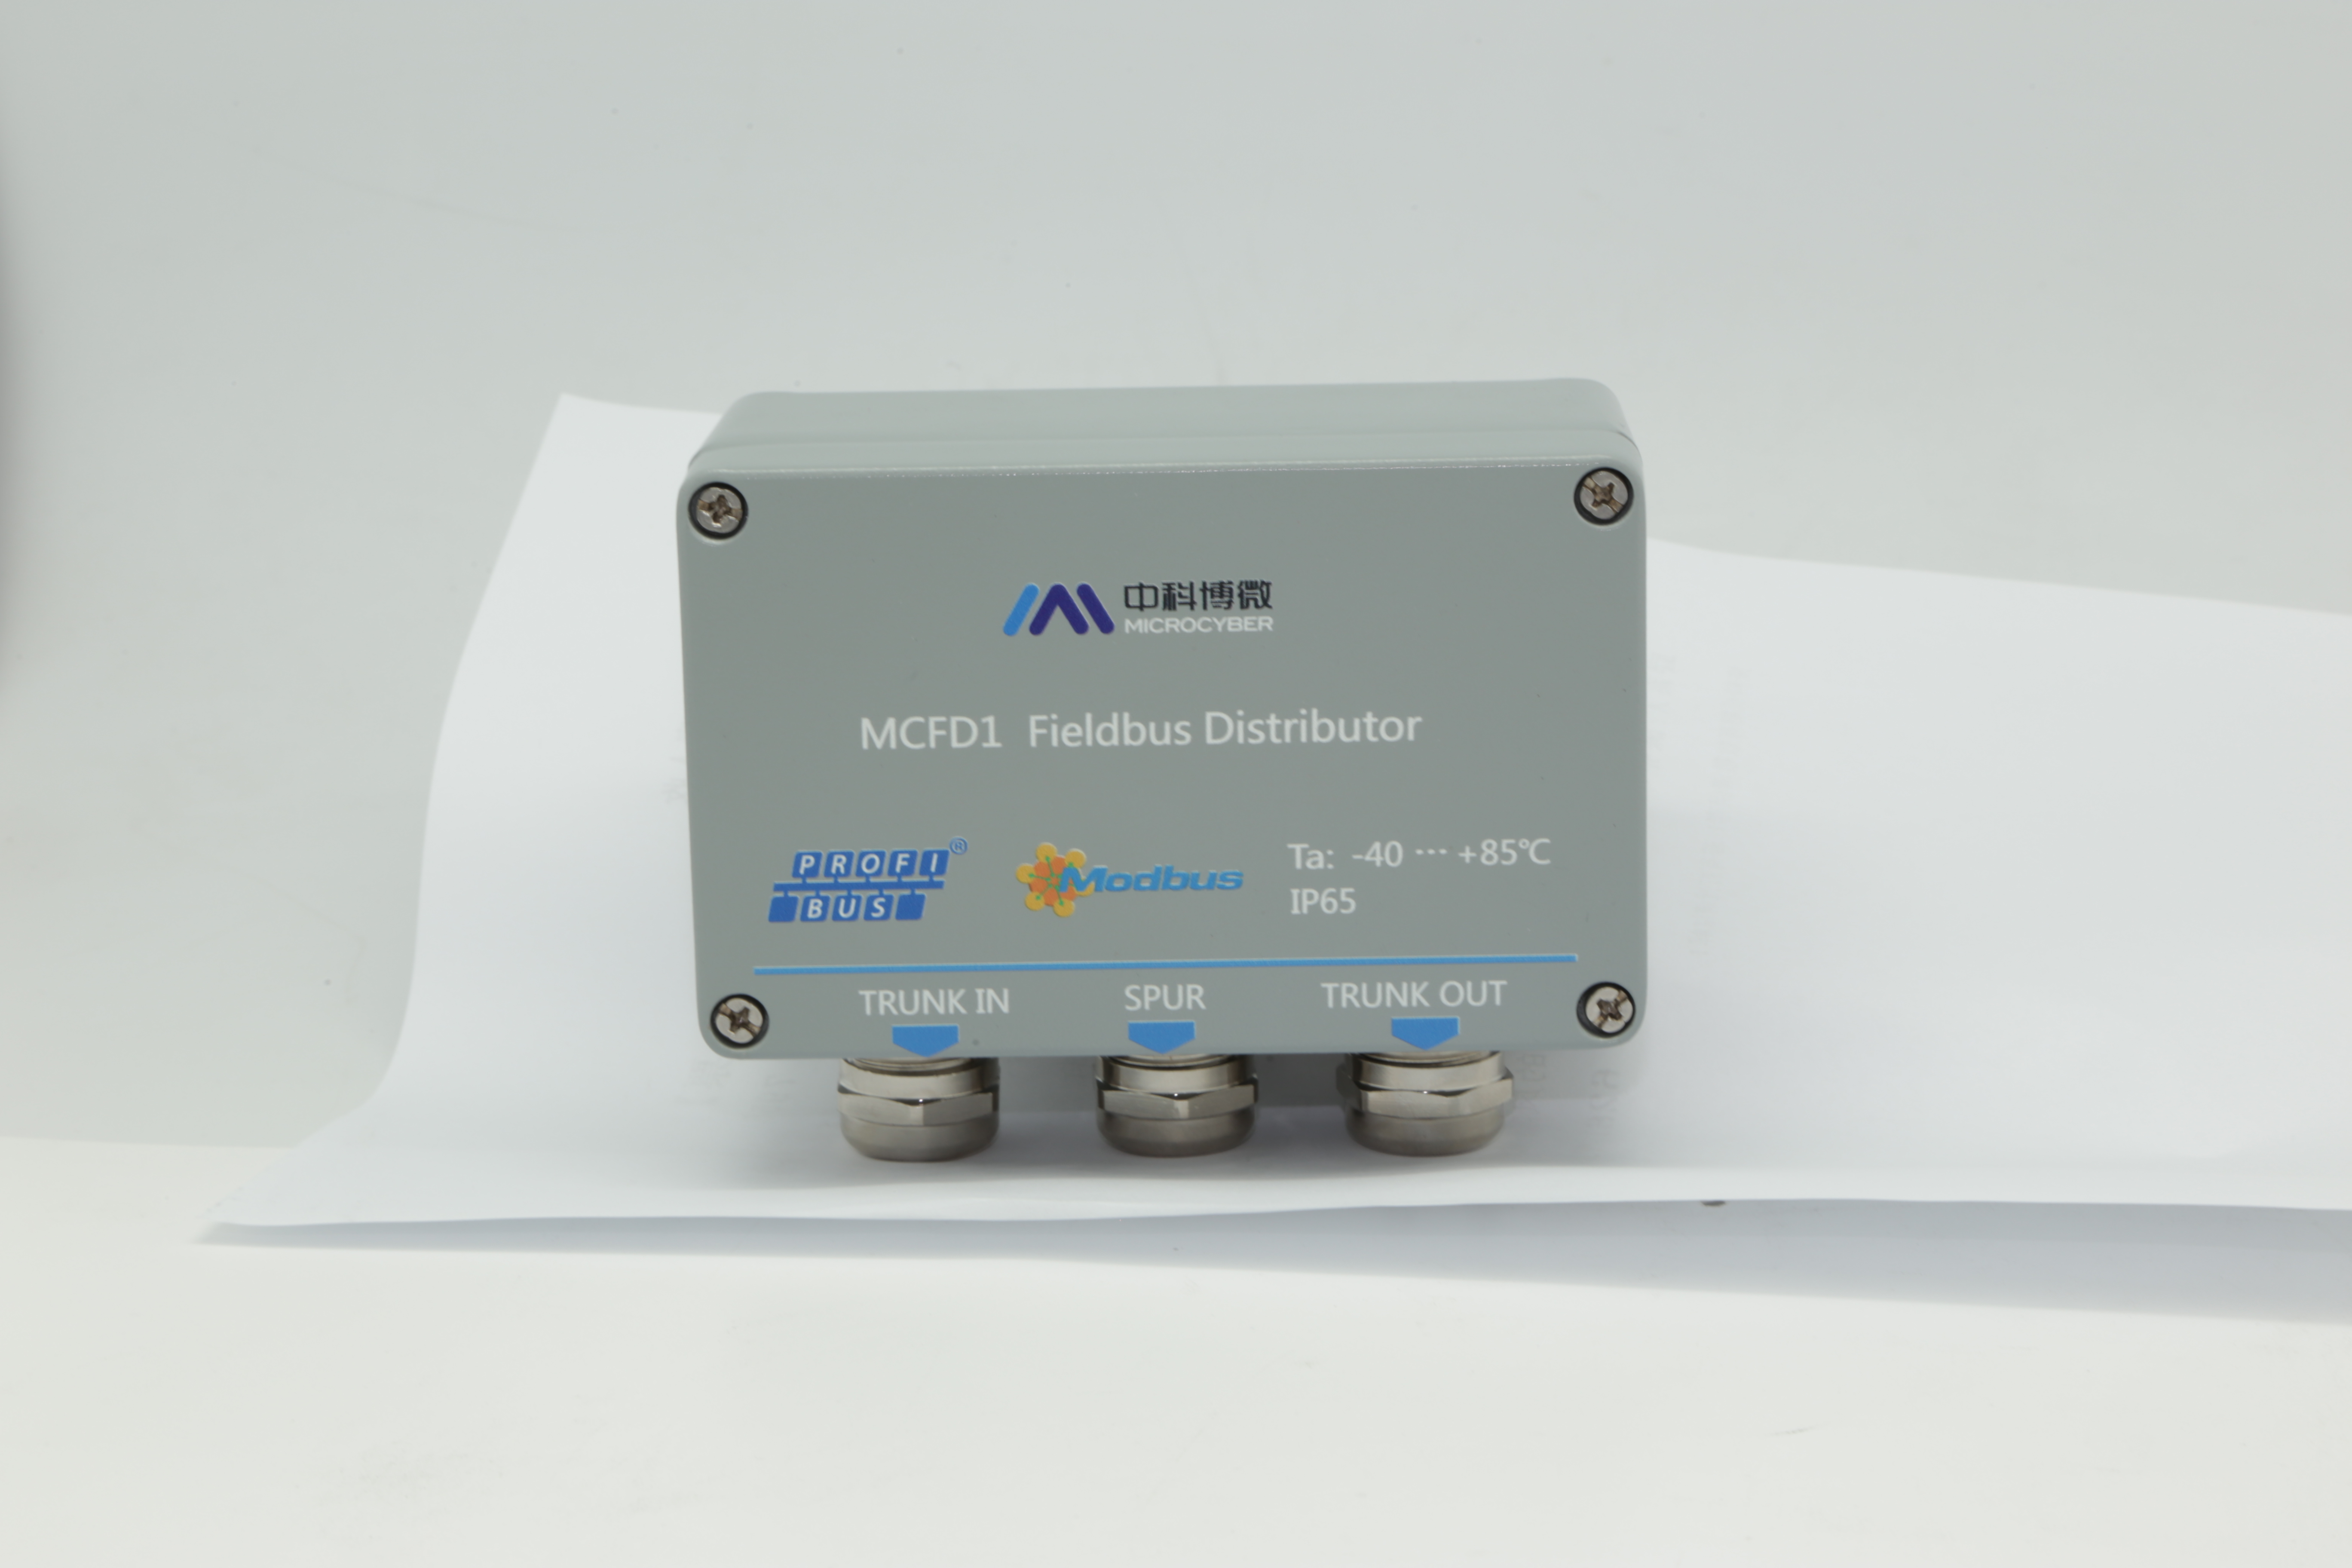 中科博微
MICROCYBER
MCFD1 Fieldbus Distributor
PROFI®
BUS
Modbus
Ta: -40 ··· +85℃
IP65
TRUNK IN
SPUR
TRUNK OUT